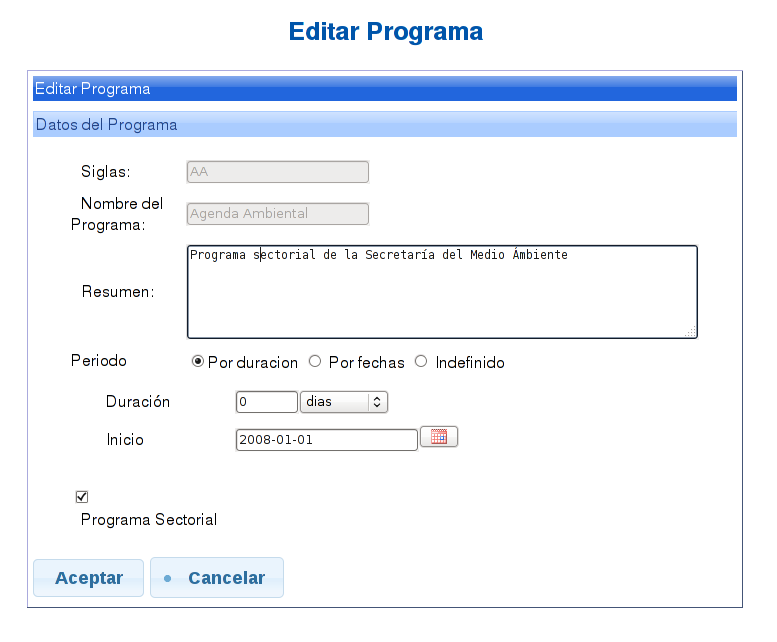 Editar Programa
Editar Programa
Datos del Programa
Siglas: AA
Nombre del
Programa: Agenda Ambiental
Programa sectorial de la Secretaría del Medio Ámbiente
Resumen:
Periodo Por duracion Por fechas Indefinido
Duración 0 dias
Inicio 2008-01-01
Programa Sectorial
Aceptar Cancelar